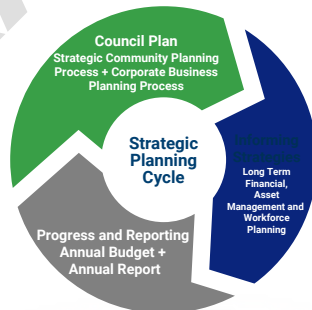 Council Plan
Strategic Community Planning
Process + Corporate Business
Planning Process
Strategic
Planning
Cycle
Long Term
Financial,
Asset
Management and
Workforce
Planning
Progress and Reporting
Annual Budget +
Annual Report